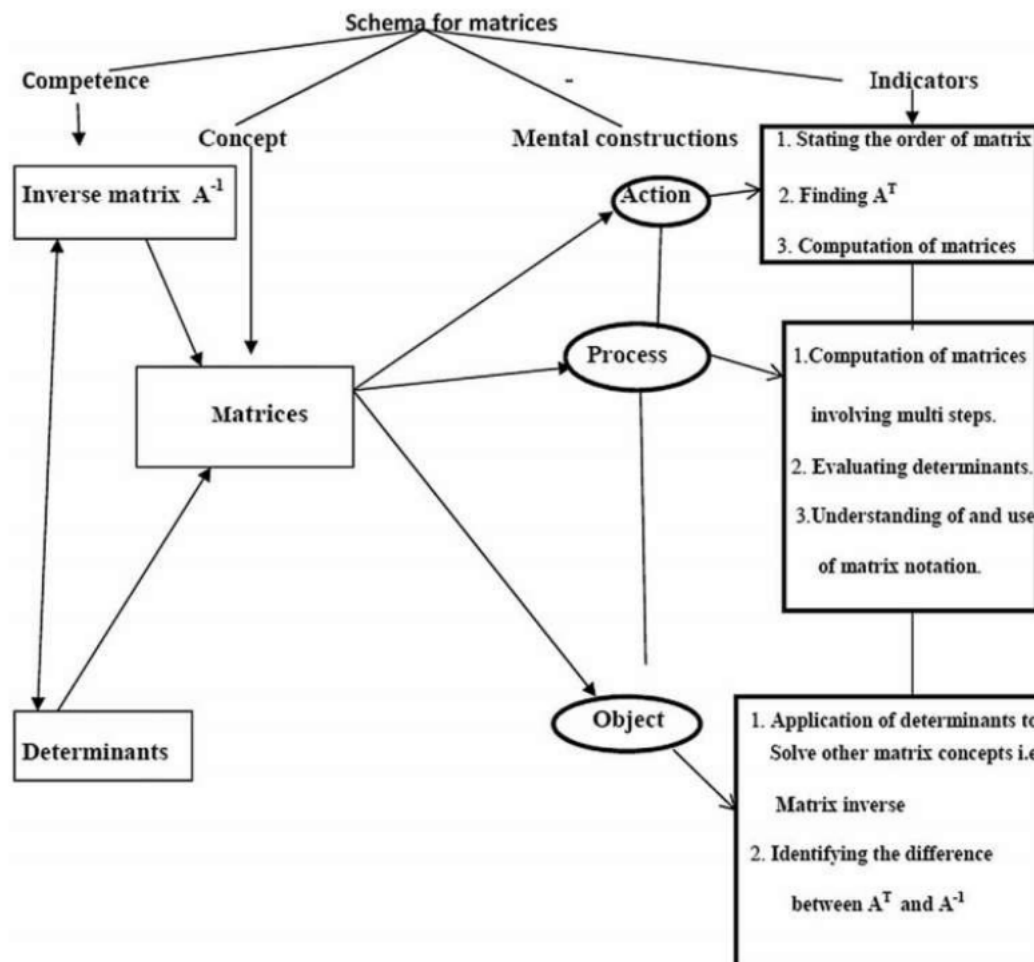 Schema for matrices
Competence
-
Indicators
Concept
Mental constructions
Inverse matrix A⁻¹
Action
1. Stating the order of matrix
2. Finding Aᵀ
3. Computation of matrices
Matrices
Process
1.Computation of matrices
involving multi steps.
2. Evaluating determinants.
3.Understanding of and use
of matrix notation.
Determinants
Object
1. Application of determinants to
Solve other matrix concepts i.e
Matrix inverse
2. Identifying the difference
between Aᵀ and A⁻¹